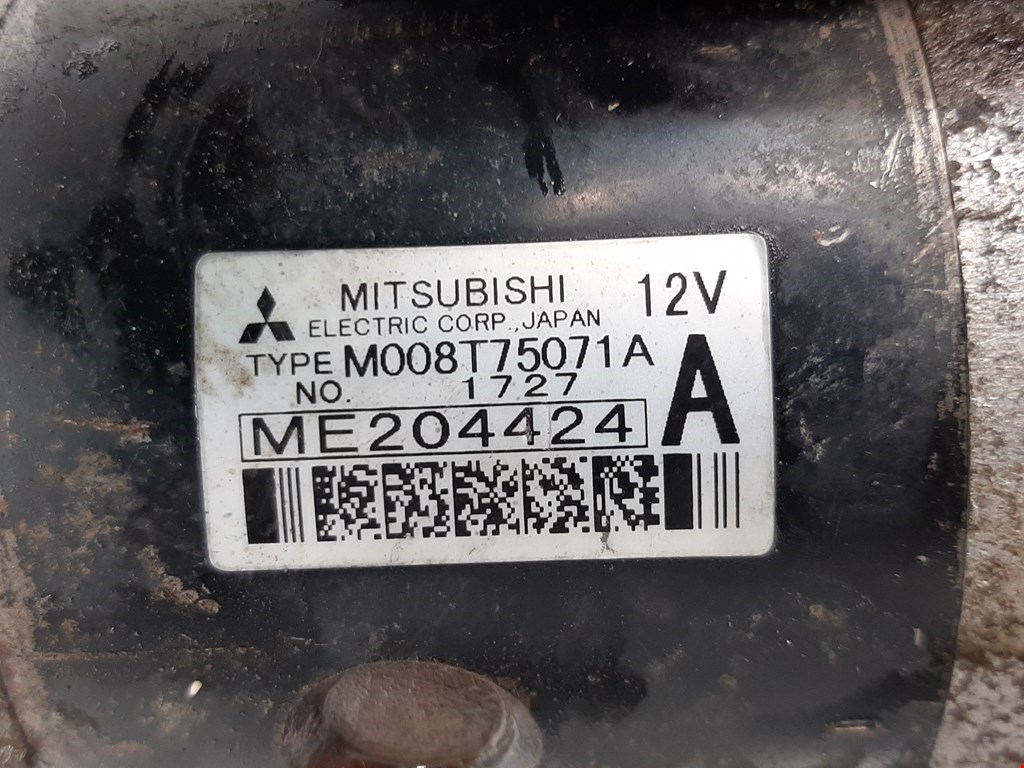 MITSUBISHI 12V
ELECTRIC CORP., JAPAN
TYPE M008T75071A A
NO. 1727
ME204424